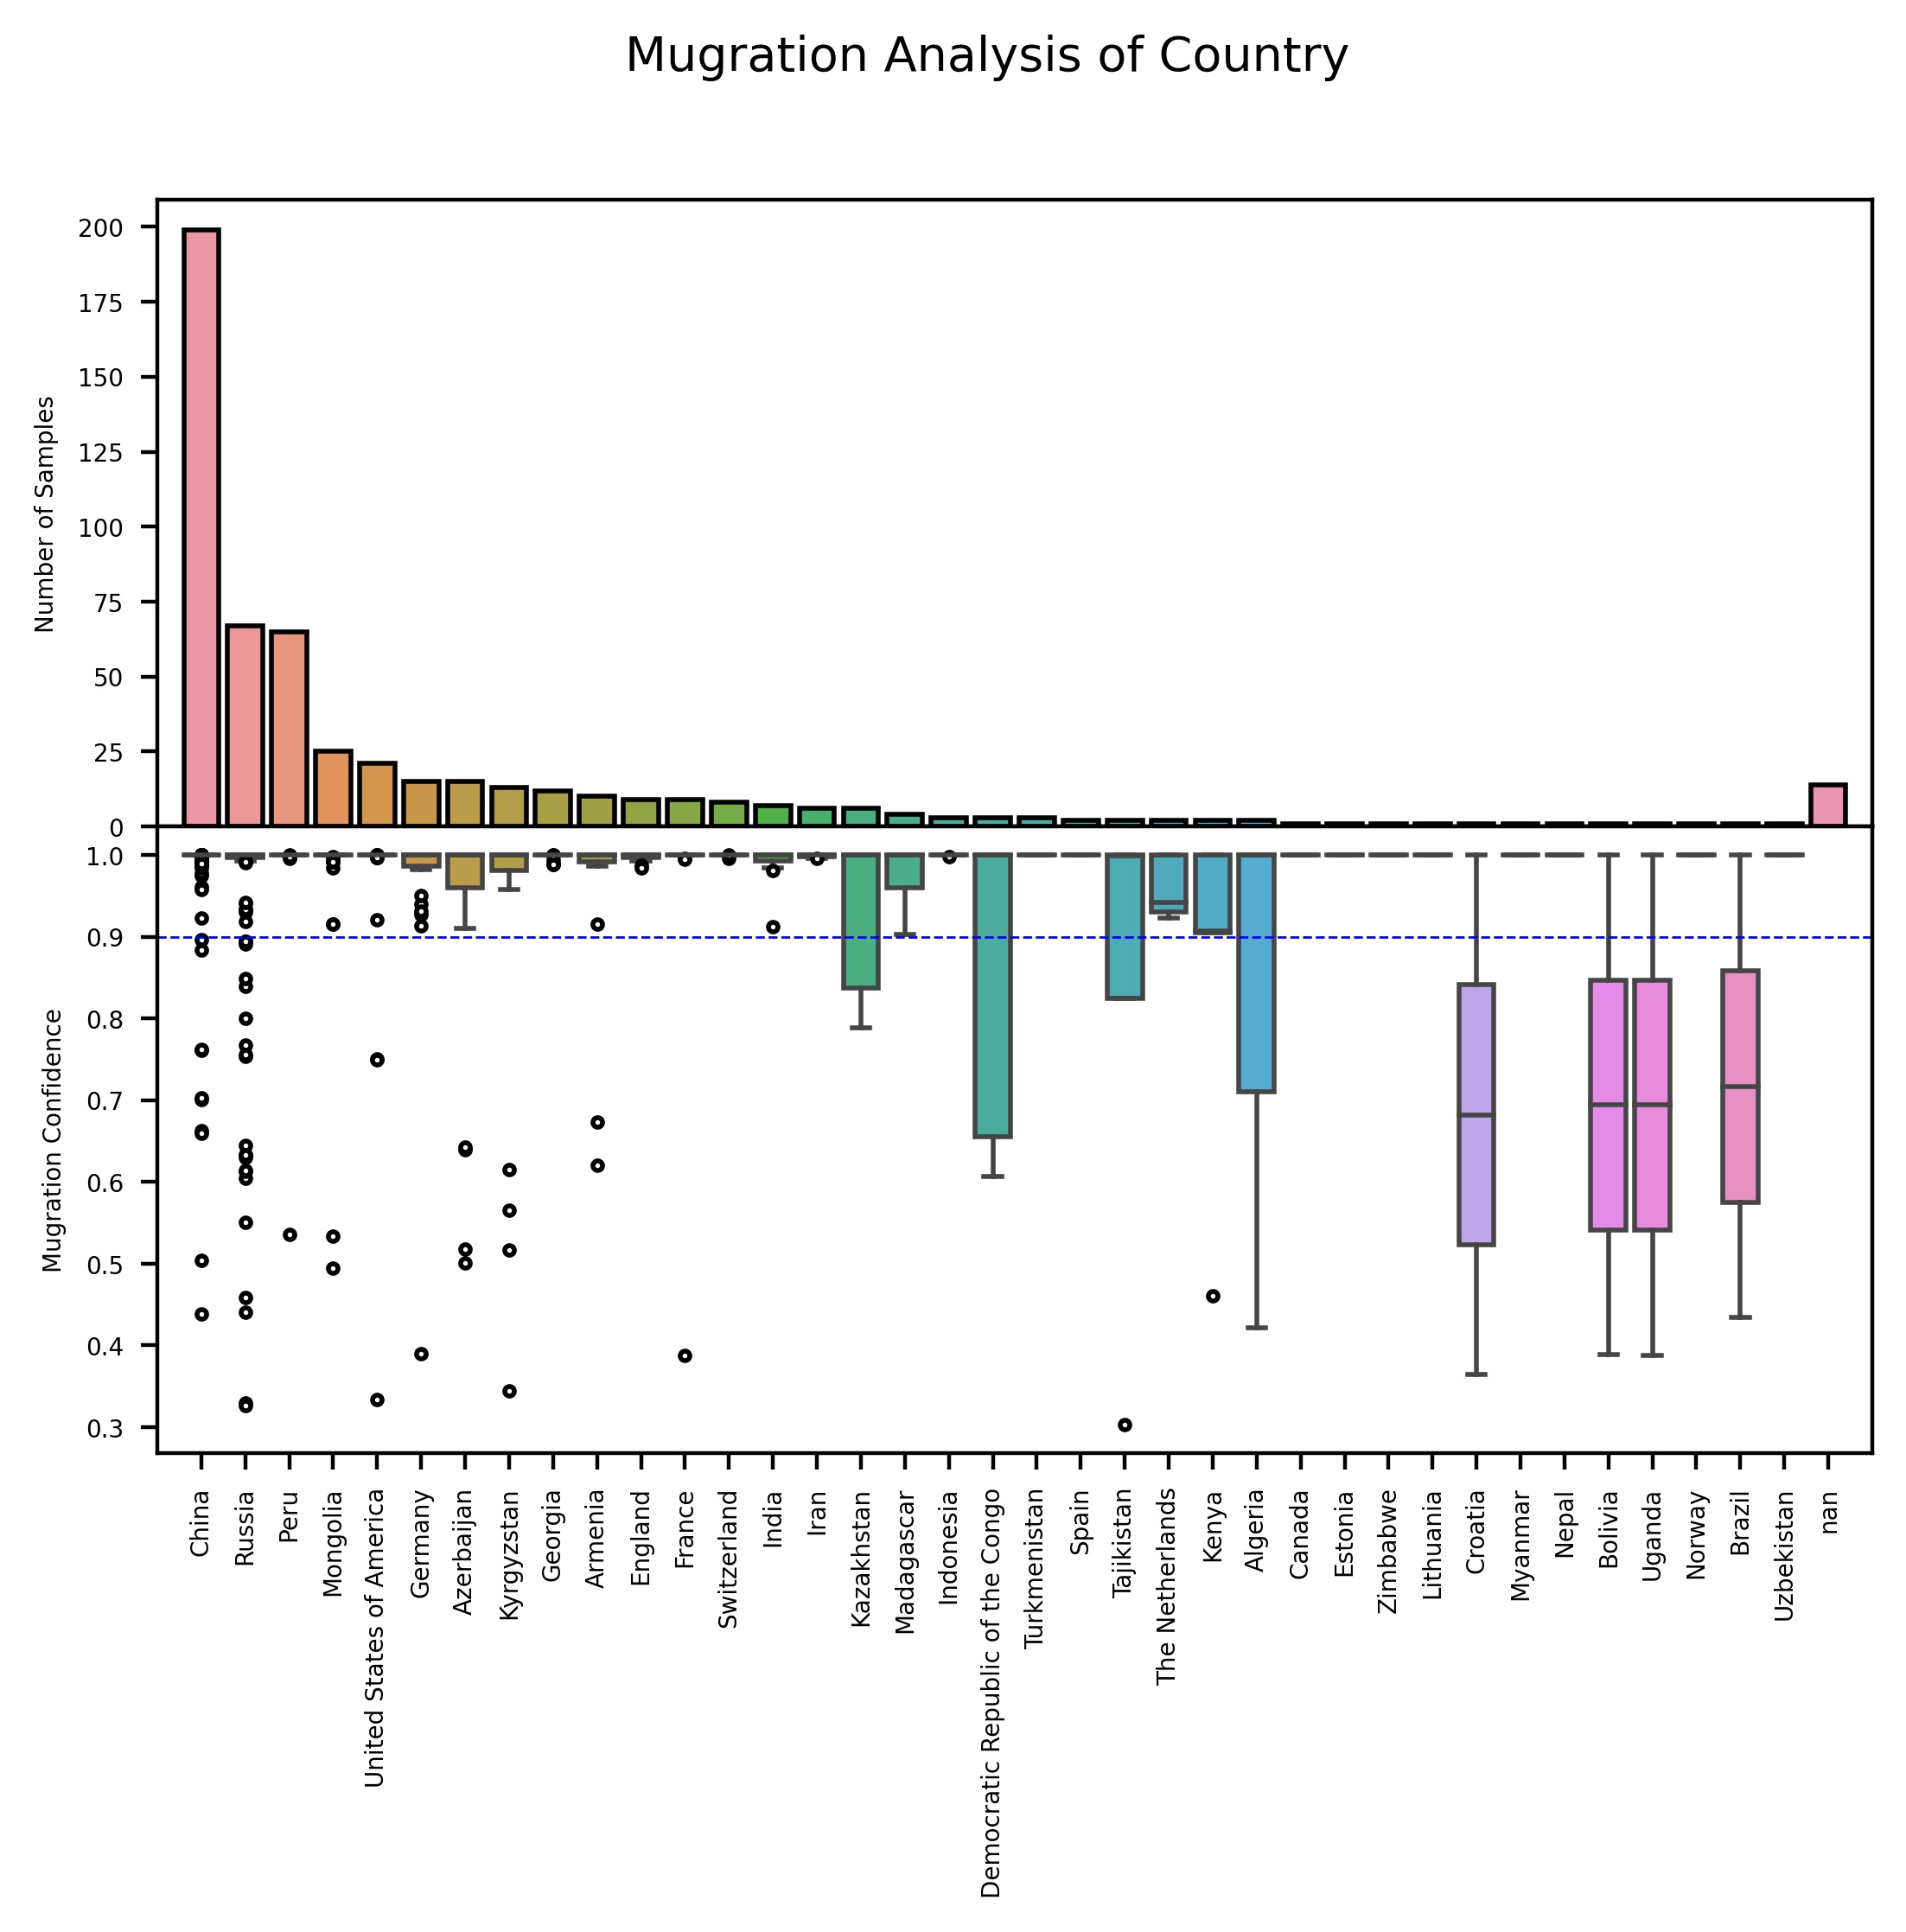 Mugration Analysis of Country
Number of Samples
200
175
150
125
100
75
50
25
0
Mugration Confidence
1.0
0.9
0.8
0.7
0.6
0.5
0.4
0.3
China
Russia
Peru
Mongolia
United States of America
Germany
Azerbaijan
Kyrgyzstan
Georgia
Armenia
England
France
Switzerland
India
Iran
Kazakhstan
Madagascar
Indonesia
Democratic Republic of the Congo
Turkmenistan
Spain
Tajikistan
The Netherlands
Kenya
Algeria
Canada
Estonia
Zimbabwe
Lithuania
Croatia
Myanmar
Nepal
Bolivia
Uganda
Norway
Brazil
Uzbekistan
nan